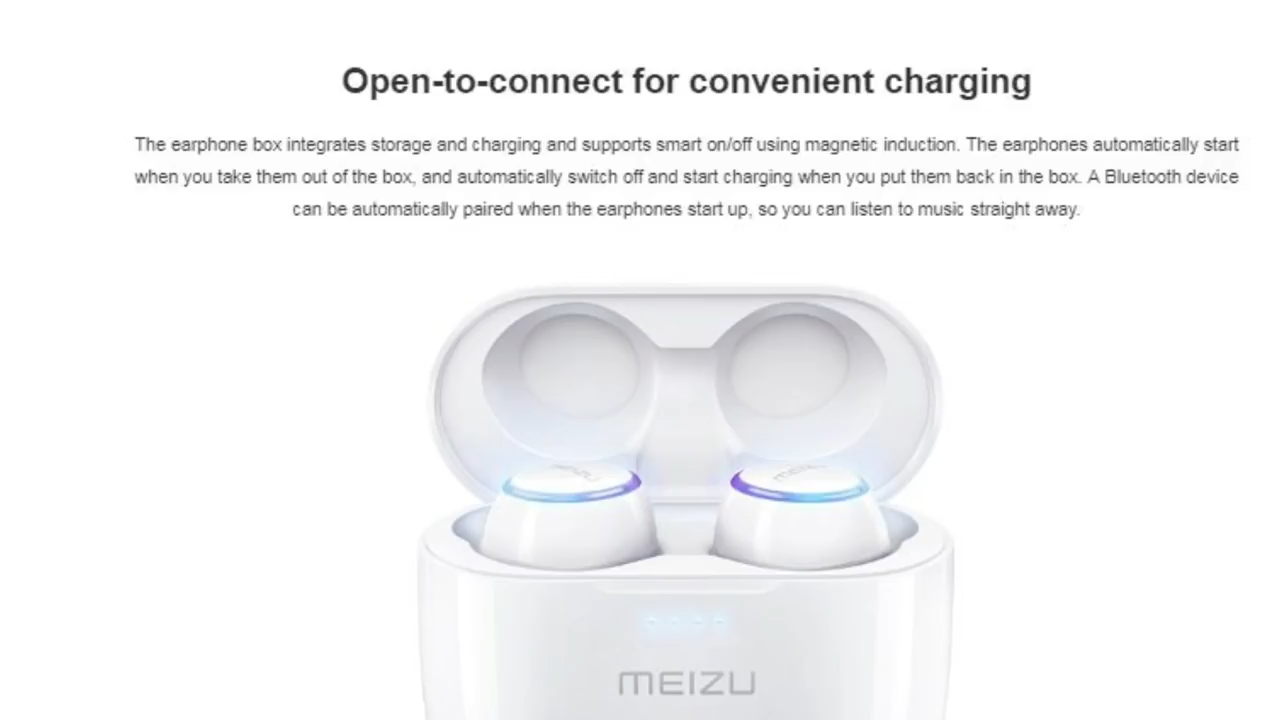 Open-to-connect for convenient charging
The earphone box integrates storage and charging and supports smart on/off using magnetic induction. The earphones automatically start
when you take them out of the box, and automatically switch off and start charging when you put them back in the box. A Bluetooth device
can be automatically paired when the earphones start up, so you can listen to music straight away.
MEIZU MEIZU
MEIZU